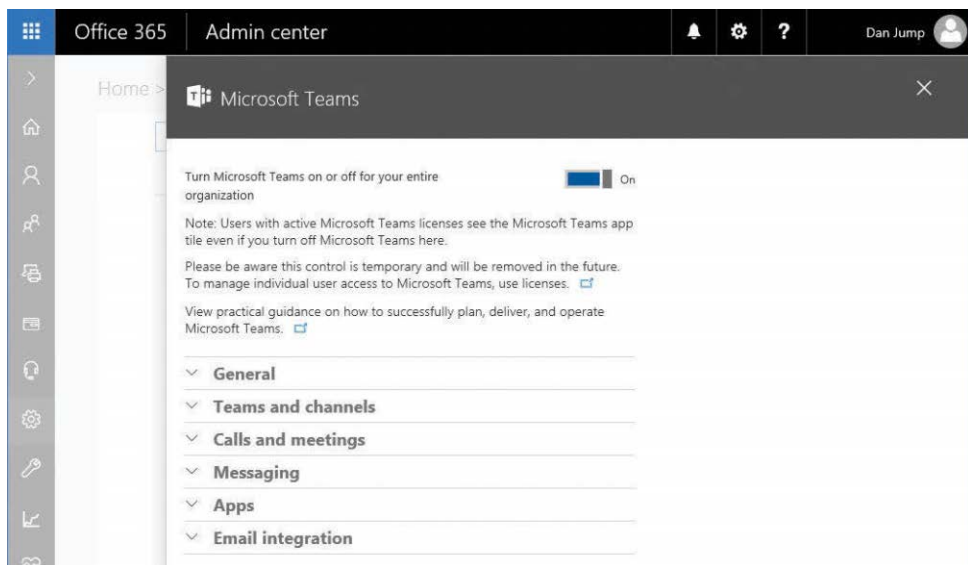 Office 365 Admin center ? Dan Jump
Home >
Microsoft Teams
Turn Microsoft Teams on or off for your entire
organization
On
Note: Users with active Microsoft Teams licenses see the Microsoft Teams app
tile even if you turn off Microsoft Teams here.
Please be aware this control is temporary and will be removed in the future.
To manage individual user access to Microsoft Teams, use licenses.
View practical guidance on how to successfully plan, deliver, and operate
Microsoft Teams.
General
Teams and channels
Calls and meetings
Messaging
Apps
Email integration